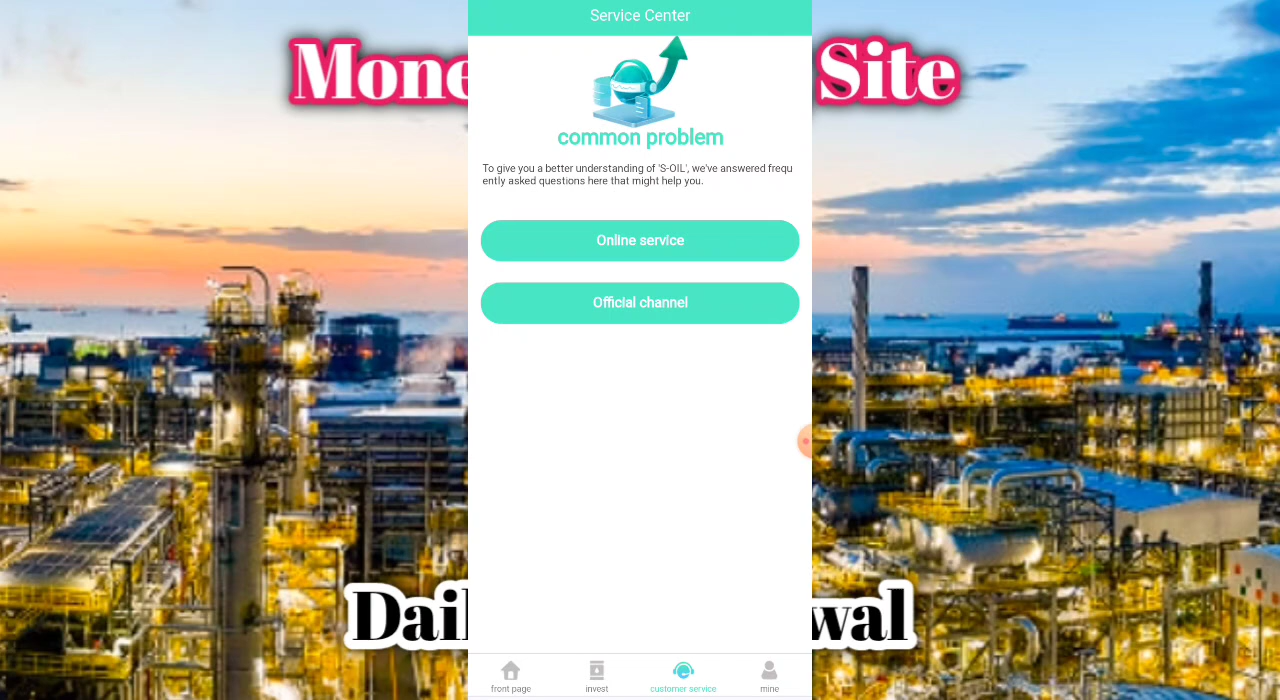 Service Center
Mone
Site
common problem
To give you a better understanding of 'S-OIL', we've answered frequ
ently asked questions here that might help you.
Online service
Official channel
Dail
wal
front page
invest
customer service
mine